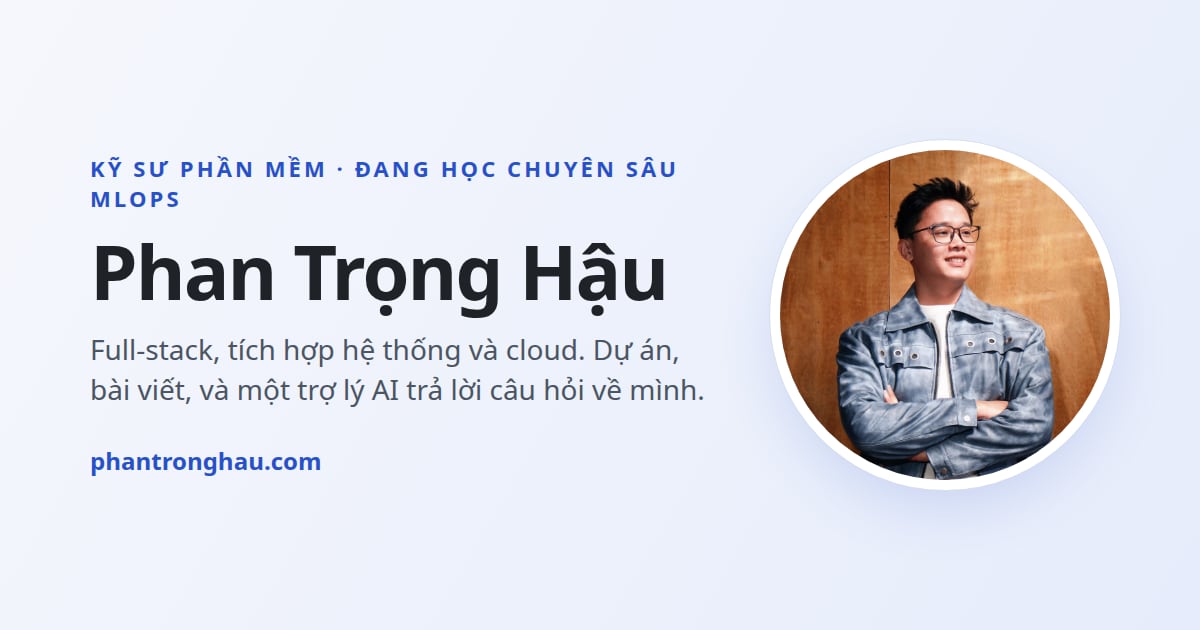 KỸ SƯ PHẦN MỀM · ĐANG HỌC CHUYÊN SÂU
MLOPS
Phan Trọng Hậu
Full-stack, tích hợp hệ thống và cloud. Dự án,
bài viết, và một trợ lý AI trả lời câu hỏi về mình.
phantronghau.com